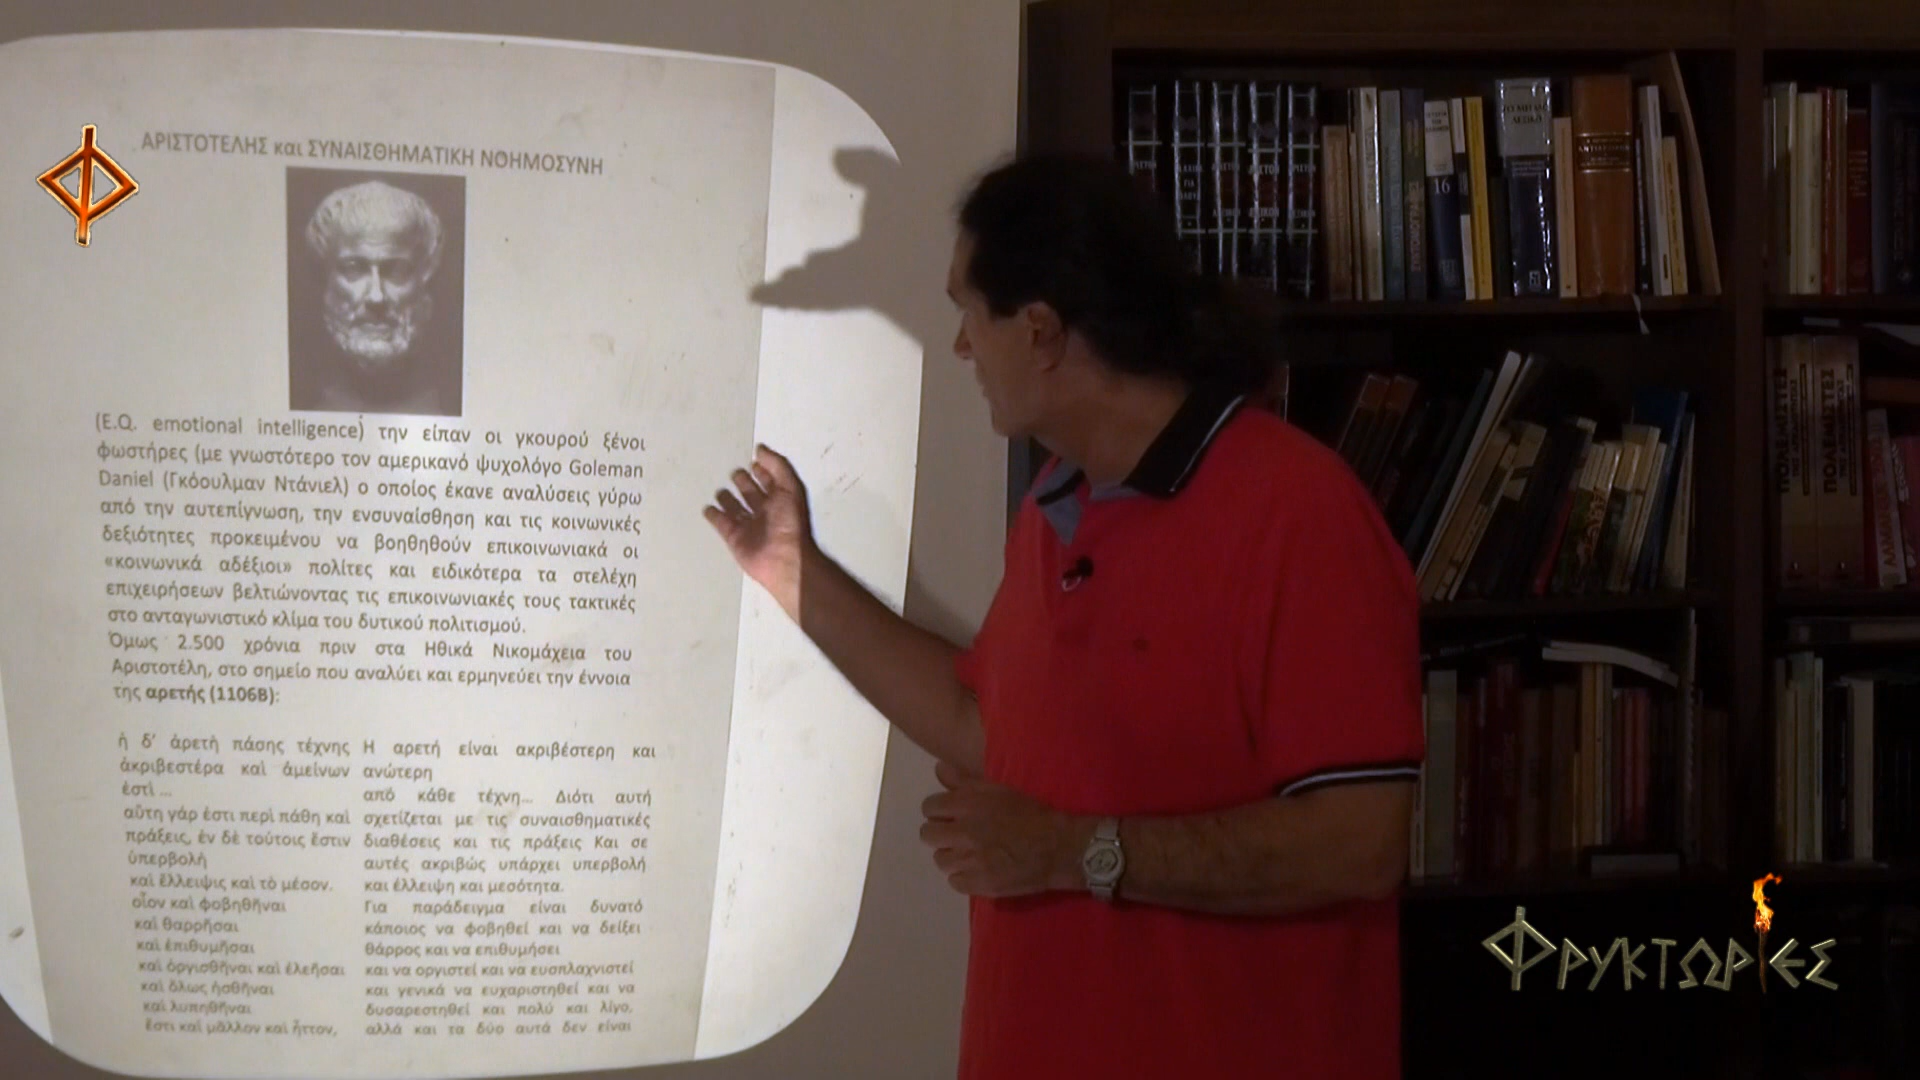 ΑΡΙΣΤΟΤΕΛΗΣ και ΣΥΝΑΙΣΘΗΜΑΤΙΚΗ ΝΟΗΜΟΣΥΝΗ
(E.Q. emotional intelligence) την είπαν οι γκουρού ξένοι
φωστήρες (με γνωστότερο τον αμερικανό ψυχολόγο Goleman
Daniel (Γκόουλμαν Ντάνιελ) ο οποίος έκανε αναλύσεις γύρω
από την αυτεπίγνωση, την ενσυναίσθηση και τις κοινωνικές
δεξιότητες προκειμένου να βοηθηθούν επικοινωνιακά οι
«κοινωνικά αδέξιοι» πολίτες και ειδικότερα τα στελέχη
επιχειρήσεων βελτιώνοντας τις επικοινωνιακές τους τακτικές
στο ανταγωνιστικό κλίμα του δυτικού πολιτισμού.
Όμως 2.500 χρόνια πριν στα Ηθικά Νικομάχεια του
Αριστοτέλη, στο σημείο που αναλύει και ερμηνεύει την έννοια
της αρετής (1106Β):
ἡ δ' ἀρετὴ πάσης τέχνης
ἀκριβεστέρα καὶ ἀμείνων
ἐστὶ ...
αὕτη γάρ ἐστι περὶ πάθη καὶ
πράξεις, ἐν δὲ τούτοις ἔστιν
ὑπερβολὴ
καὶ ἔλλειψις καὶ τὸ μέσον.
οἷον καὶ φοβηθῆναι
καὶ θαρρῆσαι
καὶ ἐπιθυμῆσαι
καὶ ὀργισθῆναι καὶ ἐλεῆσαι
καὶ ὅλως ἡσθῆναι
καὶ λυπηθῆναι
ἔστι καὶ μᾶλλον καὶ ἧττον,
Η αρετή είναι ακριβέστερη και
ανώτερη
από κάθε τέχνη... Διότι αυτή
σχετίζεται με τις συναισθηματικές
διαθέσεις και τις πράξεις Και σε
αυτές ακριβώς υπάρχει υπερβολή
και έλλειψη και μεσότητα.
Για παράδειγμα είναι δυνατό
κάποιος να φοβηθεί και να δείξει
θάρρος και να επιθυμήσει
και να οργιστεί και να ευσπλαχνιστεί
και γενικά να ευχαριστηθεί και να
δυσαρεστηθεί και πολύ και λίγο,
αλλά και τα δύο αυτά δεν είναι
16
ΠΟΛΕΜΙΣΤΕΣ
ΠΟΛΕΜΙΣΤΕΣ
ΦΡΥΚΤΩΡΙΕΣ